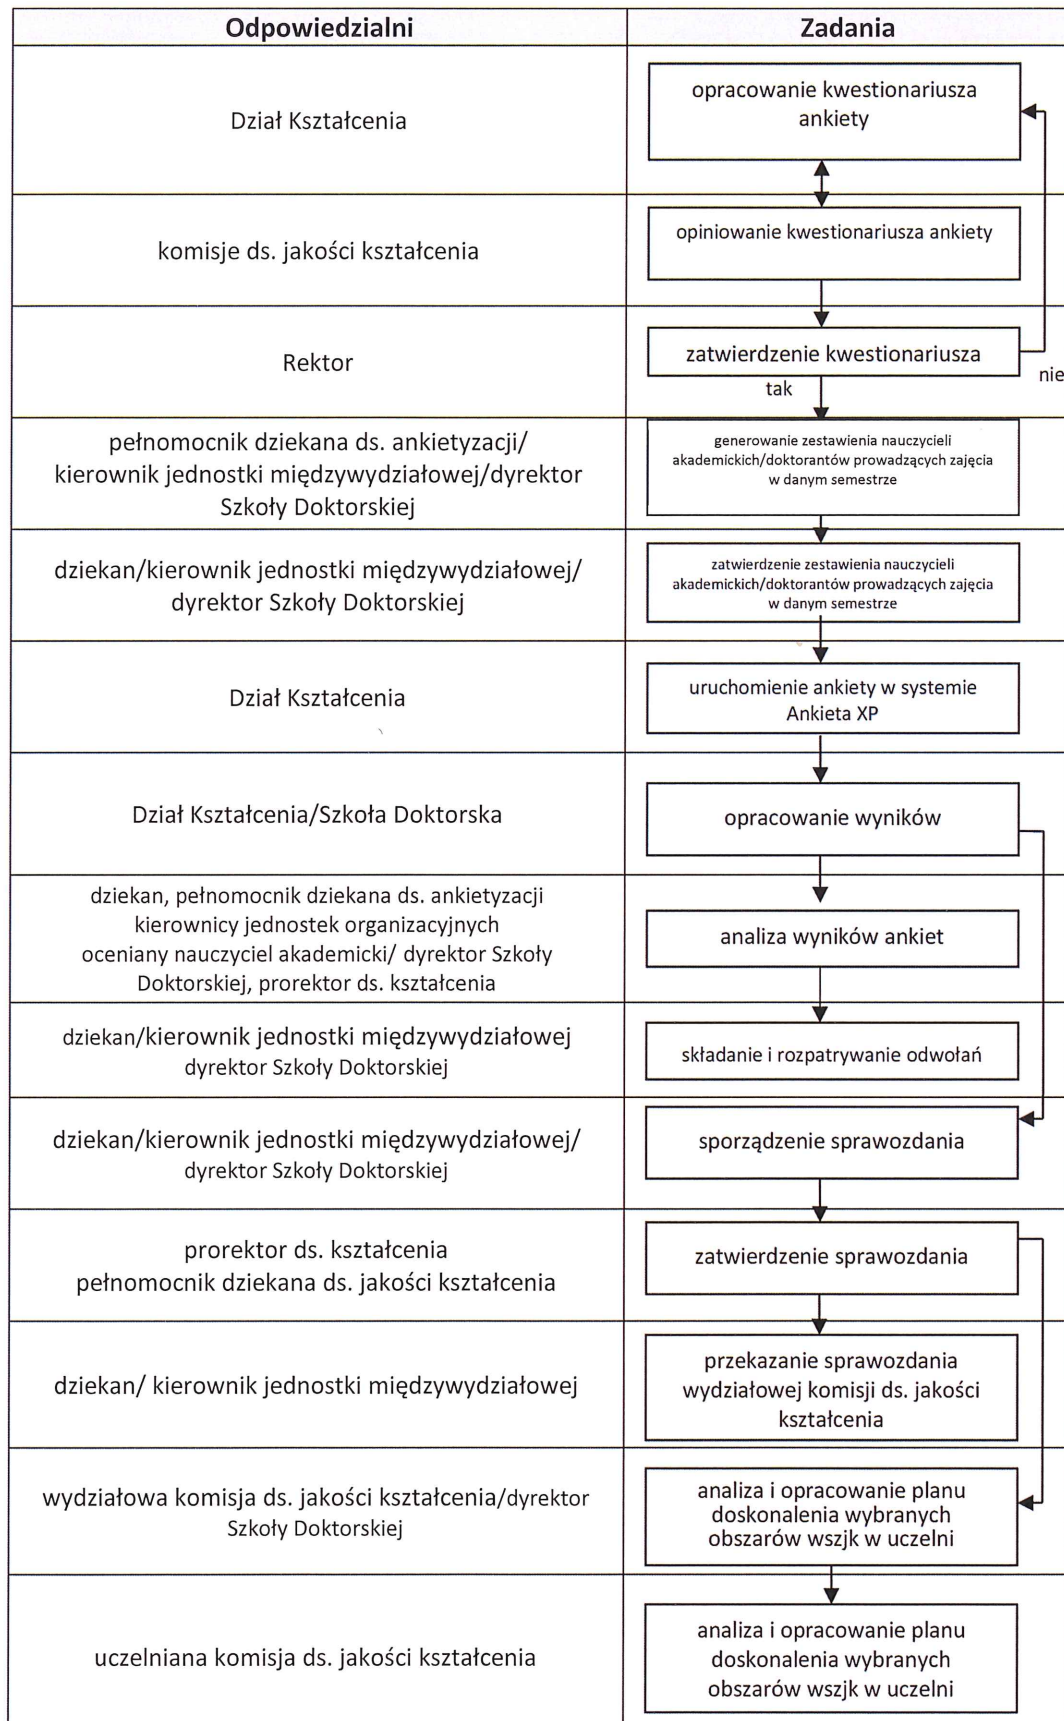 Odpowiedzialni
Zadania
Dział Kształcenia
opracowanie kwestionariusza
ankiety
komisje ds. jakości kształcenia
opiniowanie kwestionariusza ankiety
Rektor
zatwierdzenie kwestionariusza
tak
nie
pełnomocnik dziekana ds. ankietyzacji/
kierownik jednostki międzywydziałowej/dyrektor
Szkoły Doktorskiej
generowanie zestawienia nauczycieli
akademickich/doktorantów prowadzących zajęcia
w danym semestrze
dziekan/kierownik jednostki międzywydziałowej/
dyrektor Szkoły Doktorskiej
zatwierdzenie zestawienia nauczycieli
akademickich/doktorantów prowadzących zajęcia
w danym semestrze
Dział Kształcenia
uruchomienie ankiety w systemie
Ankieta XP
Dział Kształcenia/Szkoła Doktorska
opracowanie wyników
dziekan, pełnomocnik dziekana ds. ankietyzacji
kierownicy jednostek organizacyjnych
oceniany nauczyciel akademicki/ dyrektor Szkoły
Doktorskiej, prorektor ds. kształcenia
analiza wyników ankiet
dziekan/kierownik jednostki międzywydziałowej
dyrektor Szkoły Doktorskiej
składanie i rozpatrywanie odwołań
dziekan/kierownik jednostki międzywydziałowej/
dyrektor Szkoły Doktorskiej
sporządzenie sprawozdania
prorektor ds. kształcenia
pełnomocnik dziekana ds. jakości kształcenia
zatwierdzenie sprawozdania
dziekan/ kierownik jednostki międzywydziałowej
przekazanie sprawozdania
wydziałowej komisji ds. jakości
kształcenia
wydziałowa komisja ds. jakości kształcenia/dyrektor
Szkoły Doktorskiej
analiza i opracowanie planu
doskonalenia wybranych
obszarów wszjk w uczelni
uczelniana komisja ds. jakości kształcenia
analiza i opracowanie planu
doskonalenia wybranych
obszarów wszjk w uczelni